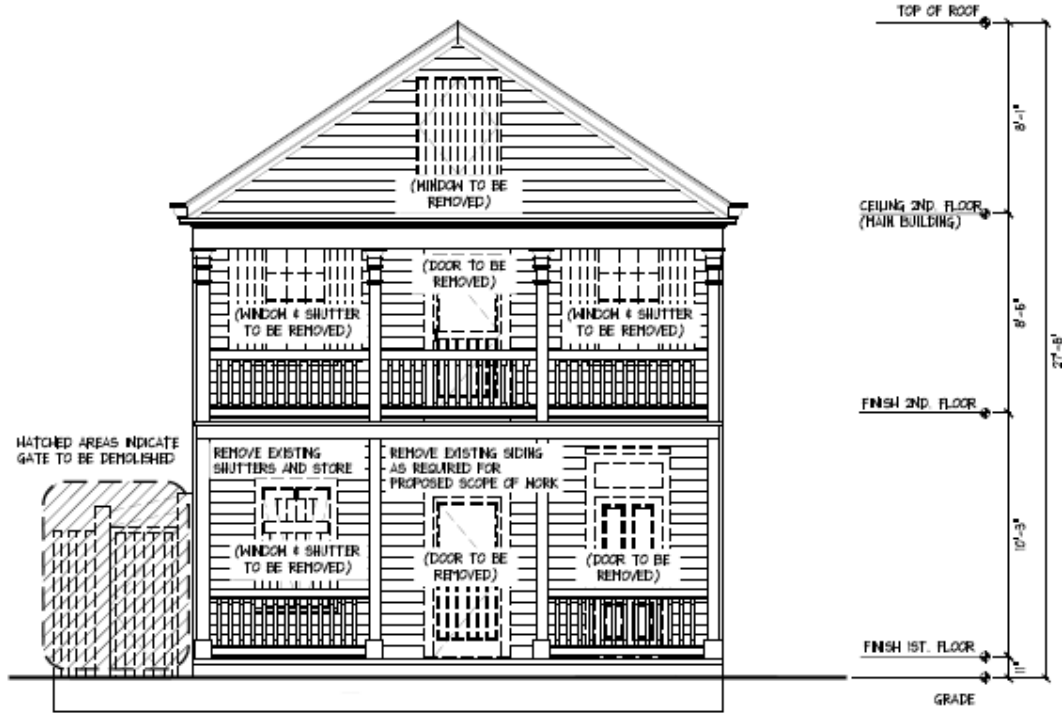 TOP OF ROOF
8'-1"
(WINDOW TO BE
REMOVED)
CEILING 2ND. FLOOR
(MAIN BUILDING)
(DOOR TO BE
REMOVED)
(WINDOW & SHUTTER
TO BE REMOVED)
(WINDOW & SHUTTER
TO BE REMOVED)
8'-6"
27'-8"
FINISH 2ND. FLOOR
HATCHED AREAS INDICATE
GATE TO BE DEMOLISHED
REMOVE EXISTING
SHUTTERS AND STORE
REMOVE EXISTING SIDING
AS REQUIRED FOR
PROPOSED SCOPE OF WORK
10'-3"
(WINDOW & SHUTTER
TO BE REMOVED)
(DOOR TO BE
REMOVED)
(DOOR TO BE
REMOVED)
FINISH 1ST. FLOOR
11"
GRADE